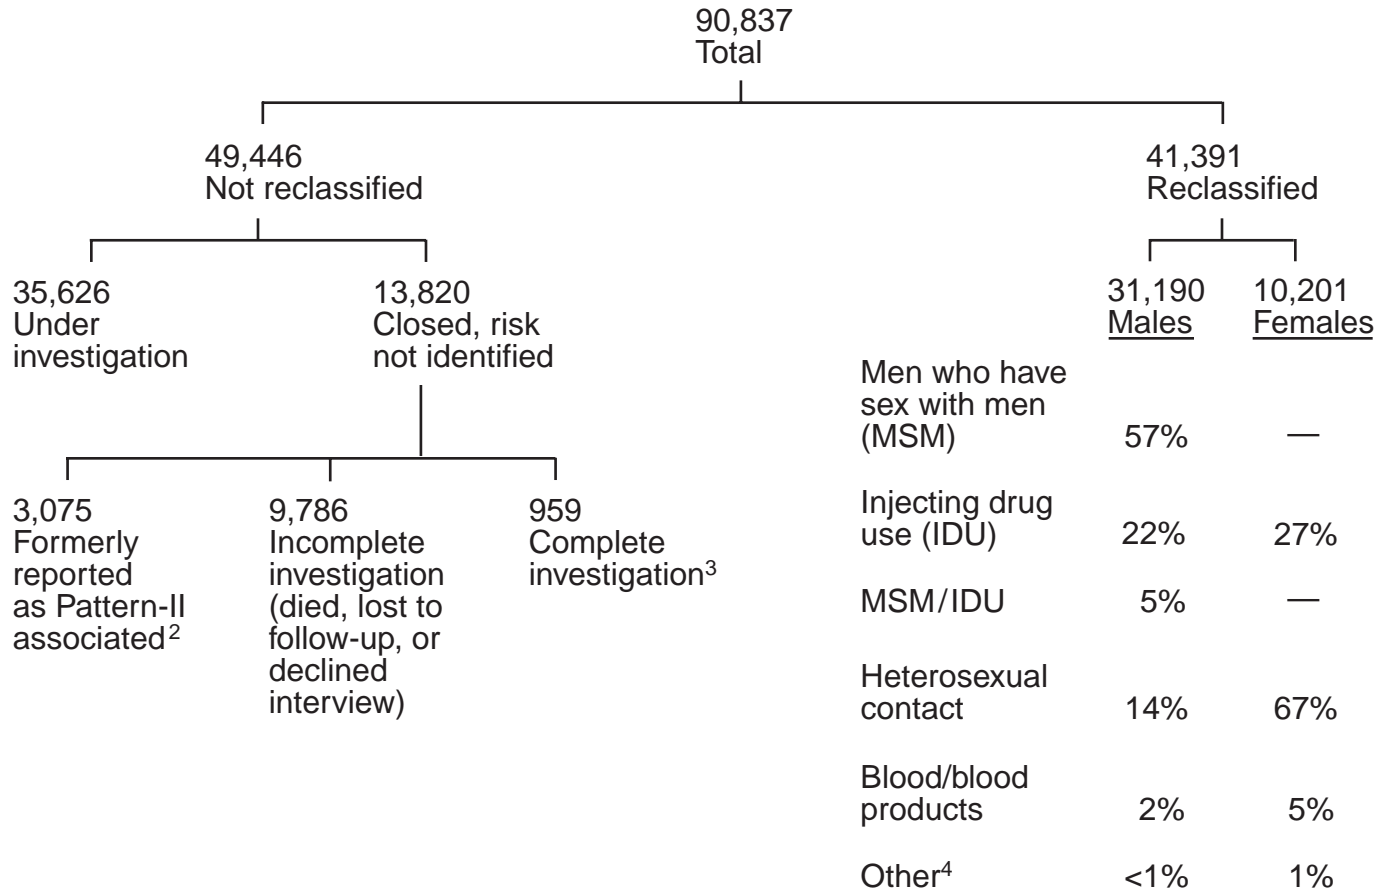 90,837
Total
49,446
Not reclassified
41,391
Reclassified
35,626
Under
investigation
13,820
Closed, risk
not identified
31,190
Males
10,201
Females
3,075
Formerly
reported
as Pattern-II
associated2
9,786
Incomplete
investigation
(died, lost to
follow-up, or
declined
interview)
959
Complete
investigation3
Men who have
sex with men
(MSM) 57% —
Injecting drug
use (IDU) 22% 27%
MSM/IDU 5% —
Heterosexual
contact 14% 67%
Blood/blood
products 2% 5%
Other4 <1% 1%